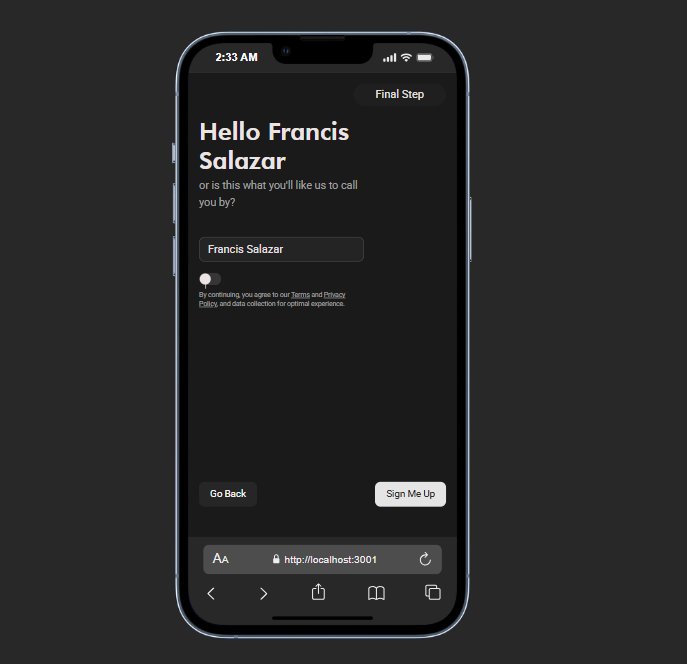 2:33 AM
Final Step
Hello Francis
Salazar
or is this what you'll like us to call
you by?
Francis Salazar
By continuing, you agree to our Terms and Privacy
Policy, and data collection for optimal experience.
Go Back
Sign Me Up
AA
http://localhost:3001